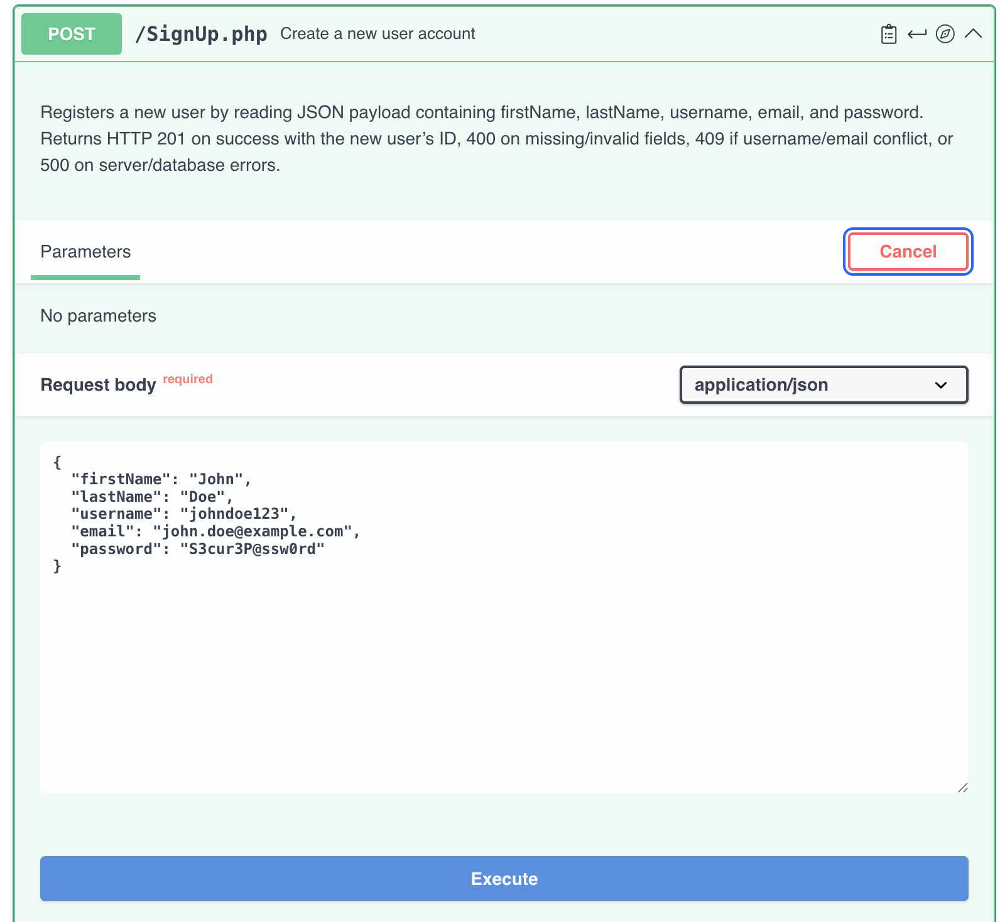 POST /SignUp.php Create a new user account
Registers a new user by reading JSON payload containing firstName, lastName, username, email, and password.
Returns HTTP 201 on success with the new user’s ID, 400 on missing/invalid fields, 409 if username/email conflict, or
500 on server/database errors.
Parameters
Cancel
No parameters
Request body required
application/json
{
  "firstName": "John",
  "lastName": "Doe",
  "username": "johndoe123",
  "email": "john.doe@example.com",
  "password": "S3cur3P@ssw0rd"
}
Execute